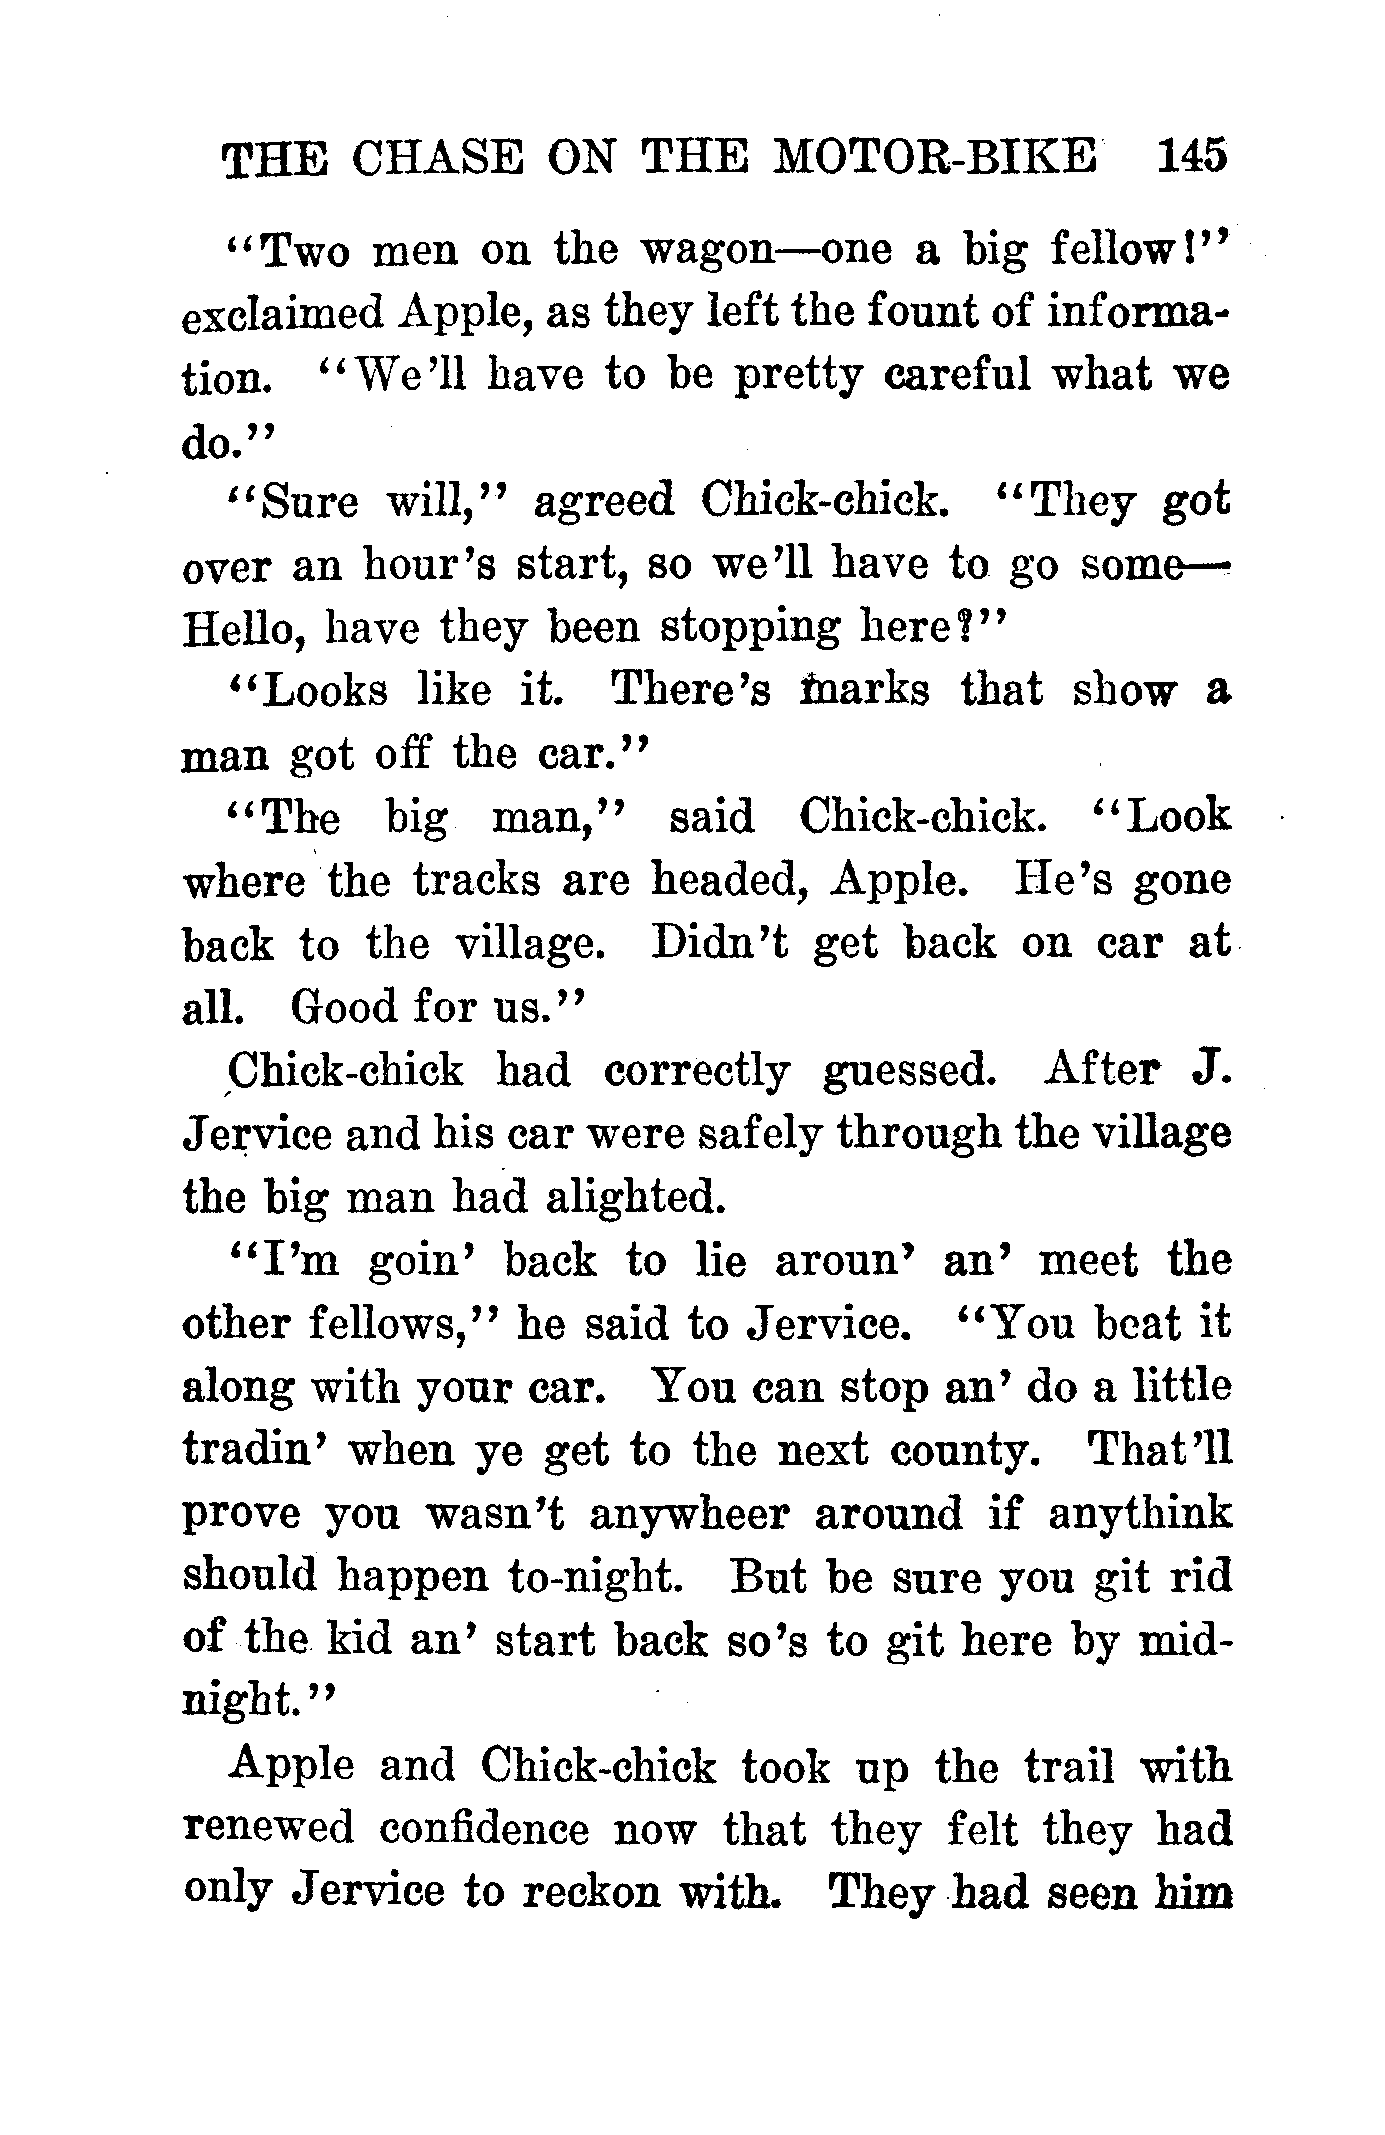 THE CHASE ON THE MOTOR-BIKE 145
"Two men on the wagon—one a big fellow!"
exclaimed Apple, as they left the fount of informa-
tion. "We'll have to be pretty careful what we
do."
"Sure will," agreed Chick-chick. "They got
over an hour's start, so we'll have to go some—
Hello, have they been stopping here?"
"Looks like it. There's marks that show a
man got off the car."
"The big man," said Chick-chick. "Look
where the tracks are headed, Apple. He's gone
back to the village. Didn't get back on car at
all. Good for us."
Chick-chick had correctly guessed. After J.
Jervice and his car were safely through the village
the big man had alighted.
"I'm goin' back to lie aroun' an' meet the
other fellows," he said to Jervice. "You beat it
along with your car. You can stop an' do a little
tradin' when ye get to the next county. That'll
prove you wasn't anywheer around if anythink
should happen to-night. But be sure you git rid
of the kid an' start back so's to git here by mid-
night."
Apple and Chick-chick took up the trail with
renewed confidence now that they felt they had
only Jervice to reckon with. They had seen him